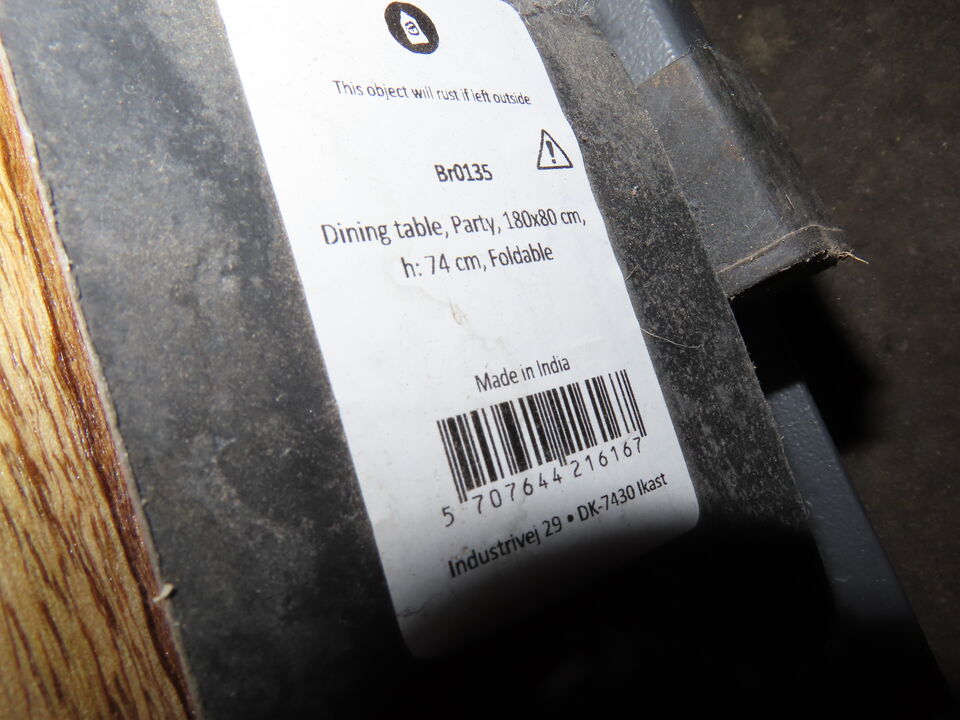 This object will rust if left outside
Br0135
Dining table, Party, 180x80 cm,
h: 74 cm, Foldable
Made in India
5 707644 216167
Industrivej 29 • DK-7430 Ikast